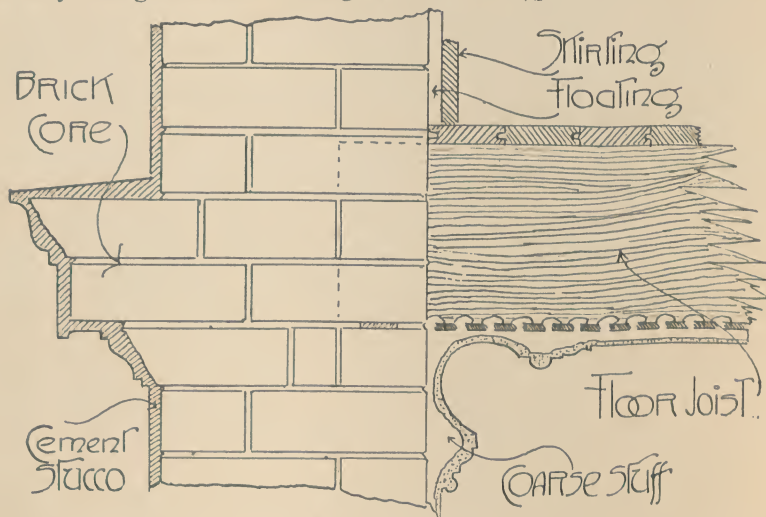 Skirting
Floating
Brick
Core
Floor Joist..
Cement
Stucco
Coarse Stuff